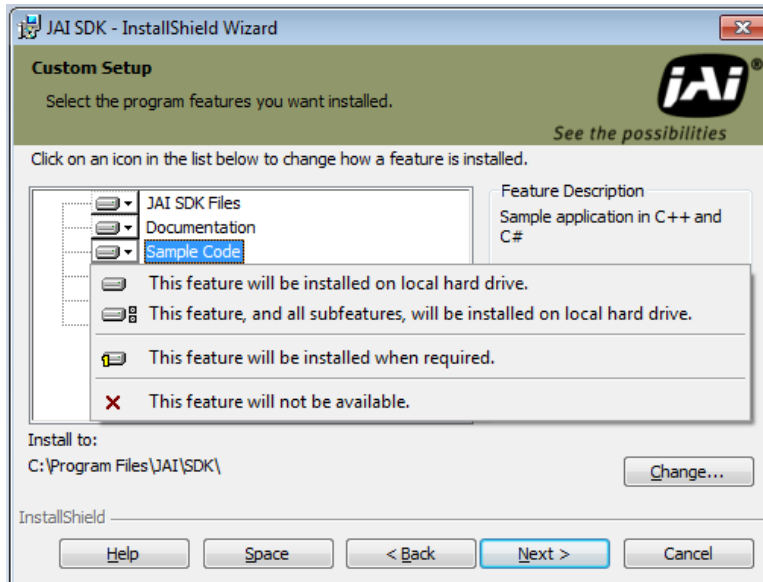 JAI SDK - InstallShield Wizard
Custom Setup
Select the program features you want installed.
JAi®
See the possibilities
Click on an icon in the list below to change how a feature is installed.
JAI SDK Files
Documentation
Sample Code
Feature Description
Sample application in C++ and
C#
This feature will be installed on local hard drive.
This feature, and all subfeatures, will be installed on local hard drive.
This feature will be installed when required.
This feature will not be available.
Install to:
C:\Program Files\JAI\SDK\
Change...
InstallShield
Help
Space
< Back
Next >
Cancel